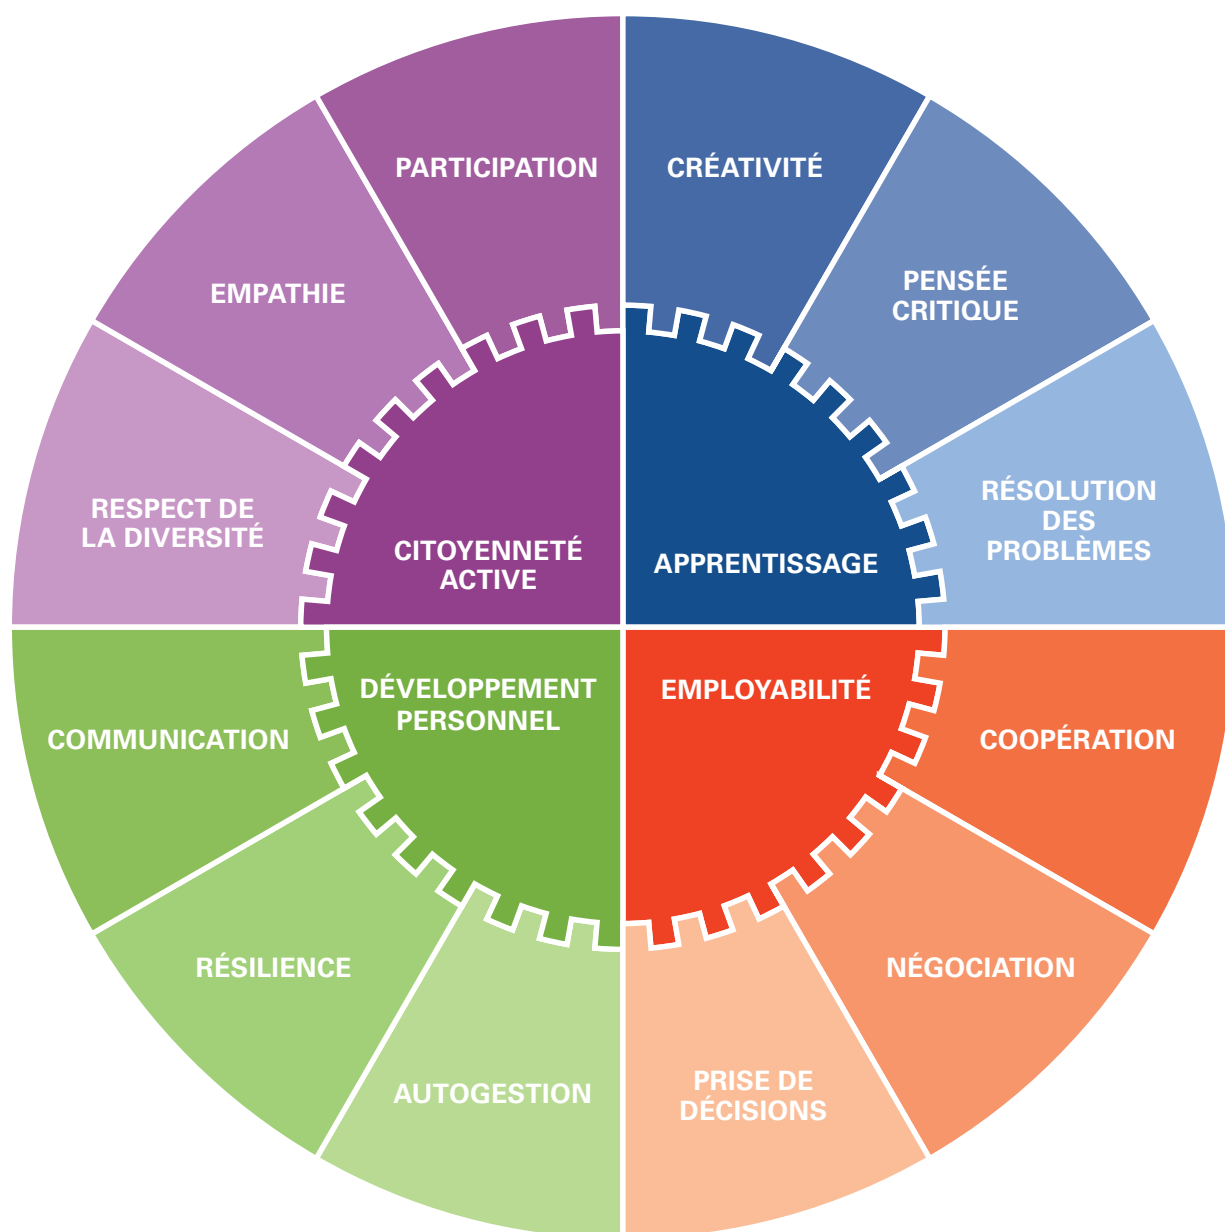 PARTICIPATION
CRÉATIVITÉ
EMPATHIE
PENSÉE
CRITIQUE
RESPECT DE
LA DIVERSITÉ
RÉSOLUTION
DES
PROBLÈMES
CITOYENNETÉ
ACTIVE
APPRENTISSAGE
DÉVELOPPEMENT
PERSONNEL
EMPLOYABILITÉ
COMMUNICATION
COOPÉRATION
RÉSILIENCE
NÉGOCIATION
AUTOGESTION
PRISE DE
DÉCISIONS